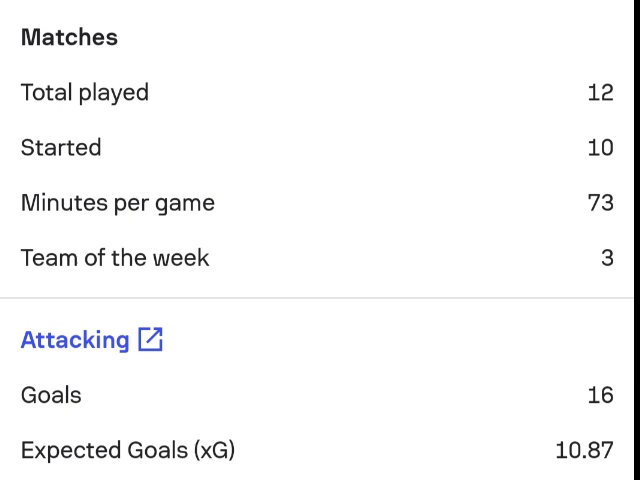 Matches
Total played 12
Started 10
Minutes per game 73
Team of the week 3
Attacking
Goals 16
Expected Goals (xG) 10.87